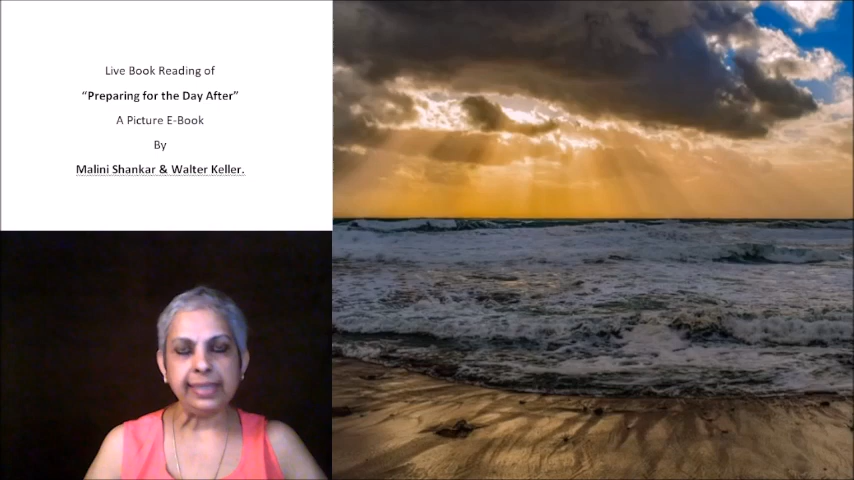 Live Book Reading of
“Preparing for the Day After”
A Picture E-Book
By
Malini Shankar & Walter Keller.